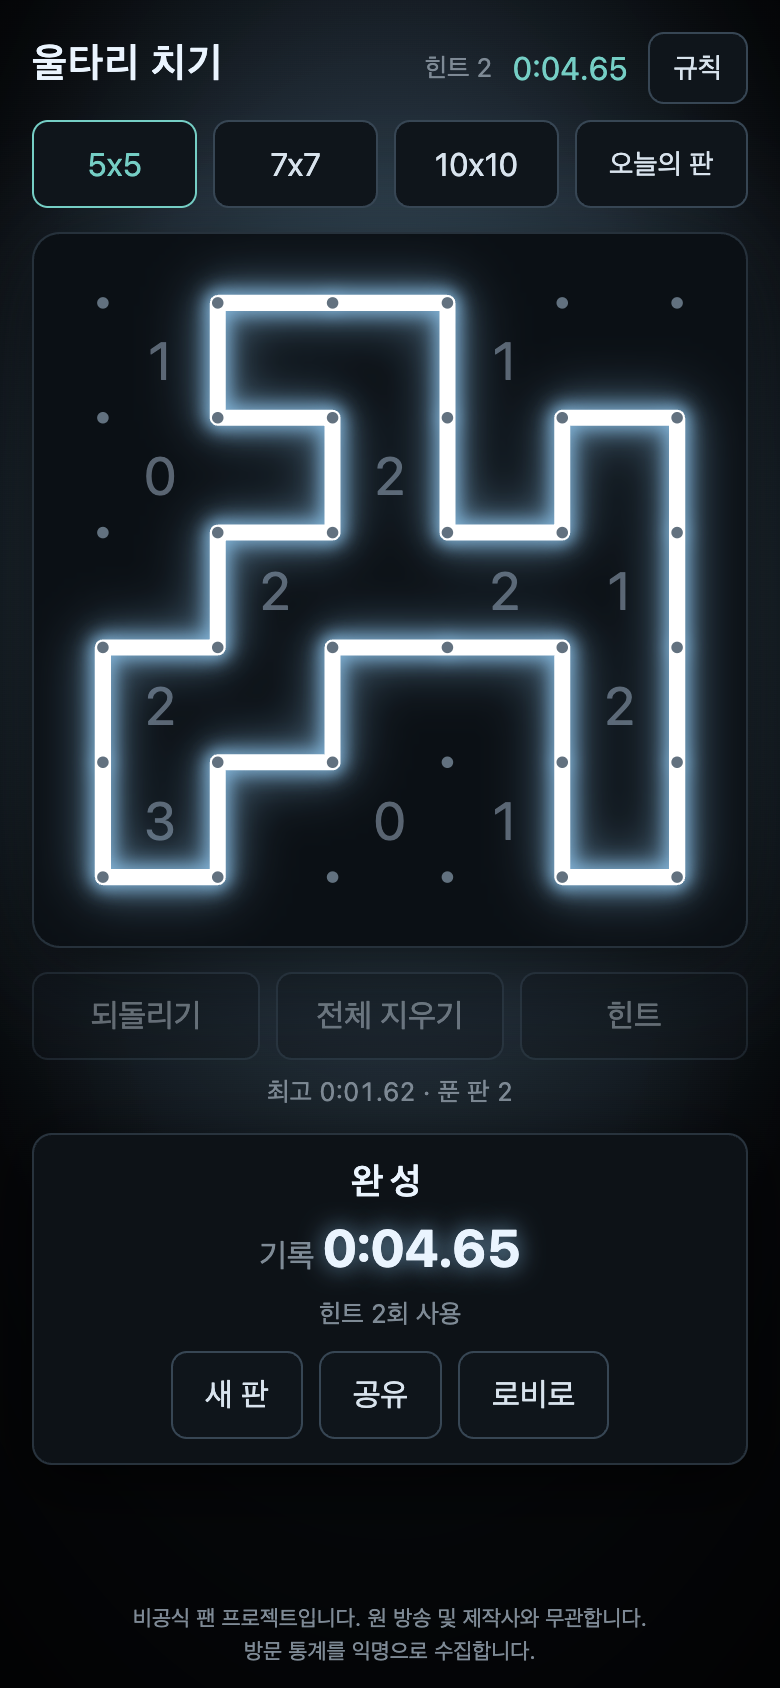 울타리 치기 힌트 2 0:04.65 규칙
5x5 7x7 10x10 오늘의 판
1 1
0 2
2 2 1
2 2
3 0 1
되돌리기 전체 지우기 힌트
최고 0:01.62 · 푼 판 2
완성
기록 0:04.65
힌트 2회 사용
새 판 공유 로비로
비공식 팬 프로젝트입니다. 원 방송 및 제작사와 무관합니다.
방문 통계를 익명으로 수집합니다.